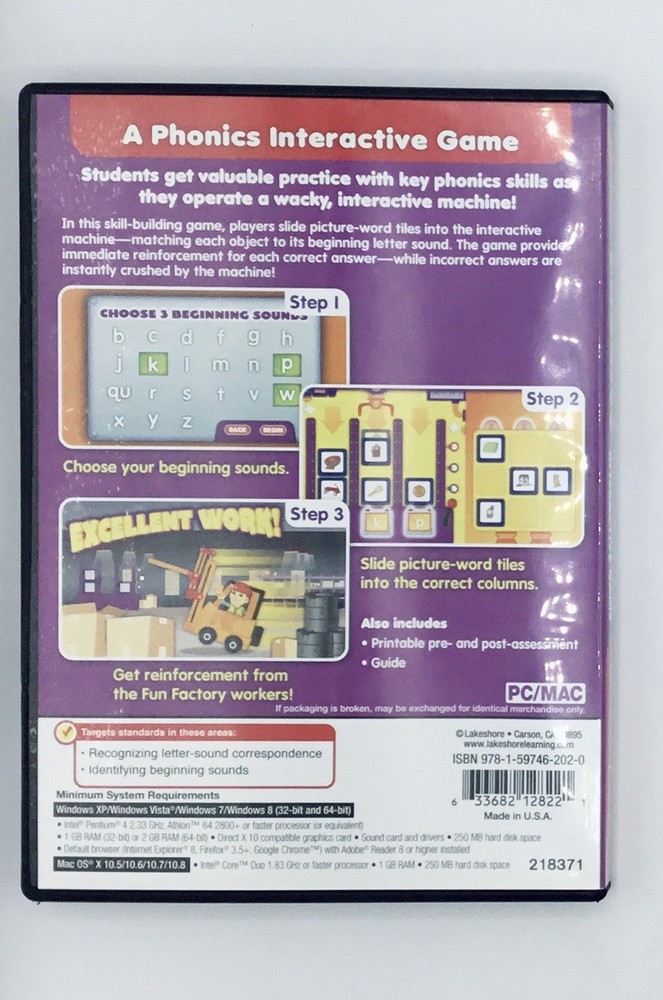 A Phonics Interactive Game
Students get valuable practice with key phonics skills as
they operate a wacky, interactive machine!
In this skill-building game, players slide picture-word tiles into the interactive
machine—matching each object to its beginning letter sound. The game provides
immediate reinforcement for each correct answer—while incorrect answers are
instantly crushed by the machine!
Step 1
CHOOSE 3 BEGINNING SOUNDS
b c d f g h
j k l m n p
qu r s t v w
x y z
BACK BEGIN
Choose your beginning sounds.
Step 2
k p
Slide picture-word tiles
into the correct columns.
Step 3
EXCELLENT WORK!
Get reinforcement from
the Fun Factory workers!
Also includes
• Printable pre- and post-assessment
• Guide
PC/MAC
If packaging is broken, may be exchanged for identical merchandise only.
Targets standards in these areas:
• Recognizing letter-sound correspondence
• Identifying beginning sounds
© Lakeshore • Carson, CA 90895
www.lakeshorelearning.com
ISBN 978-1-59746-202-0
6 33682 12822 1
Made in U.S.A.
Minimum System Requirements
Windows XP/Windows Vista®/Windows 7/Windows 8 (32-bit and 64-bit)
• Intel® Pentium® 4 2.33 GHz, Athlon™ 64 2800+ or faster processor (or equivalent)
• 1 GB RAM (32-bit) or 2 GB RAM (64-bit) • Direct X 10 compatible graphics card • Sound card and drivers • 250 MB hard disk space
• Default browser (Internet Explorer® 8, Firefox® 3.5+, Google Chrome™) with Adobe® Reader 8 or higher installed
Mac OS® X 10.5/10.6/10.7/10.8 • Intel® Core™ Duo 1.83 GHz or faster processor • 1 GB RAM • 250 MB hard disk space
218371